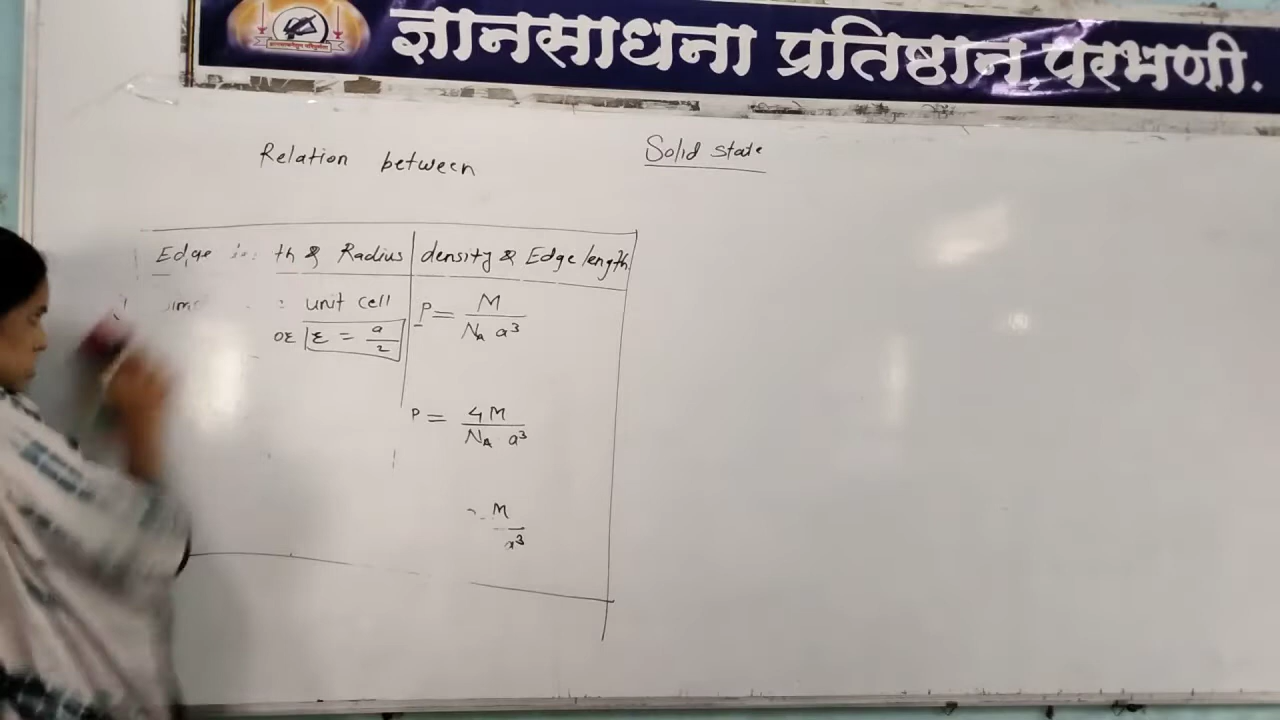 ज्ञानसाधना प्रतिष्ठान, परभणी.
Relation between
Solid state
Edge th & Radius
density & Edge length
unit cell
or r = a/2
ρ = M / N_A a³
ρ = 4M / N_A a³
M / a³